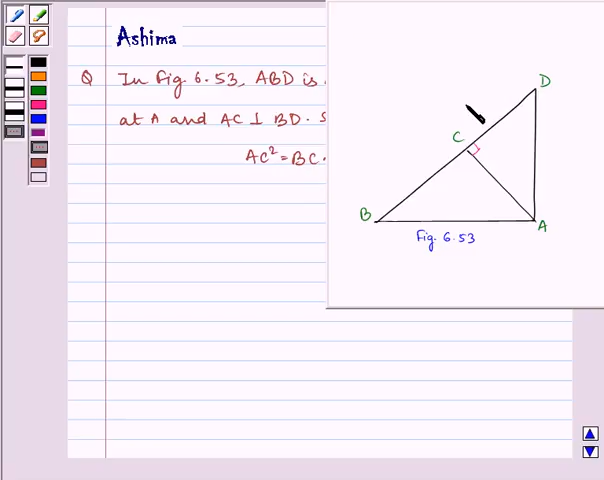 Ashima
Q In Fig. 6.53, ABD is
at A and AC ⊥ BD.
AC² = BC.
D
C
B
A
Fig. 6.53